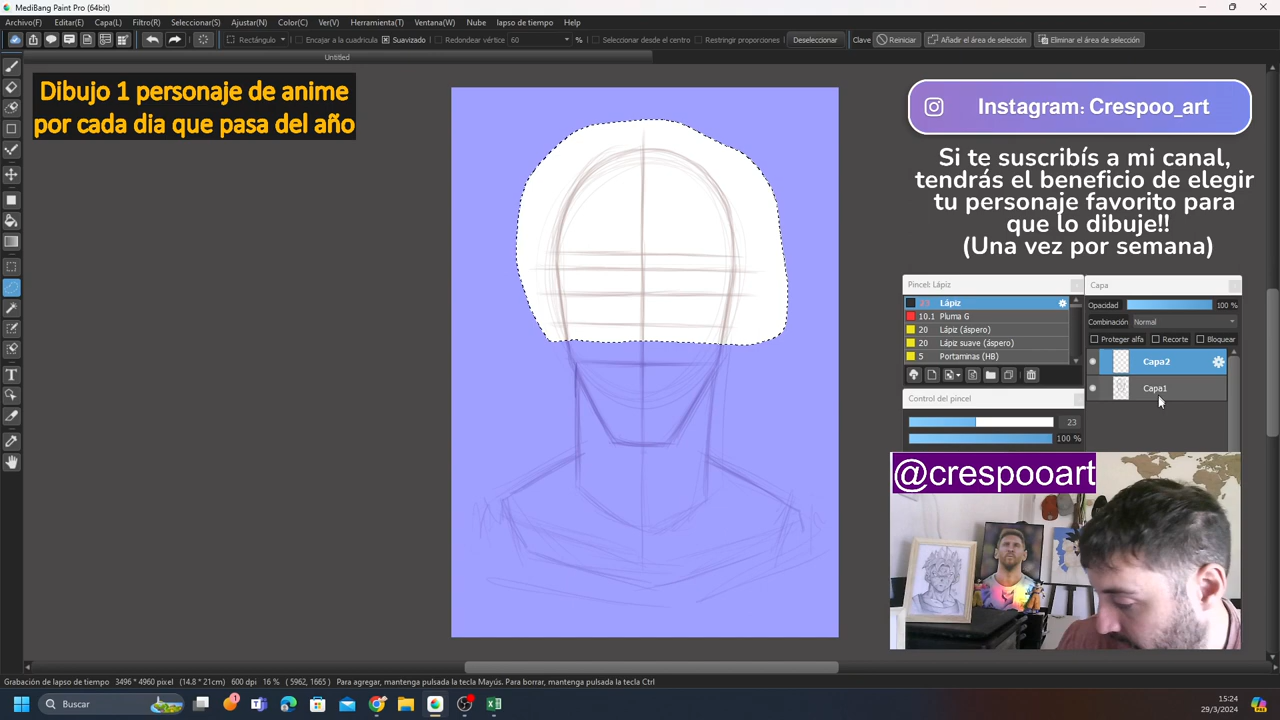 MediBang Paint Pro (64bit)
Archivo(F) Editar(E) Capa(L) Filtro(R) Seleccionar(S) Ajustar(N) Color(C) Ver(V) Herramienta(T) Ventana(W) Nube lapso de tiempo Help
Rectángulo Encajar a la cuadricula Suavizado Redondear vértice 60 % Seleccionar desde el centro Restringir proporciones Deseleccionar Clave Reiniciar Añadir el área de selección Eliminar el área de selección
Untitled
Dibujo 1 personaje de anime
por cada dia que pasa del año
Instagram: Crespoo_art
Si te suscribís a mi canal,
tendrás el beneficio de elegir
tu personaje favorito para
que lo dibuje!!
(Una vez por semana)
Pincel: Lápiz
23 Lápiz
10.1 Pluma G
20 Lápiz (áspero)
20 Lápiz suave (áspero)
5 Portaminas (HB)
Control del pincel
23
100 %
Capa
Opacidad 100 %
Combinación Normal
Proteger alfa Recorte Bloquear
Capa2
Capa1
@crespooart
Grabación de lapso de tiempo 3496 * 4960 pixel (14.8 * 21cm) 600 dpi 16 % ( 5962, 1665 ) Para agregar, mantenga pulsada la tecla Mayús. Para borrar, mantenga pulsada la tecla Ctrl
Buscar
1
15:24
29/3/2024